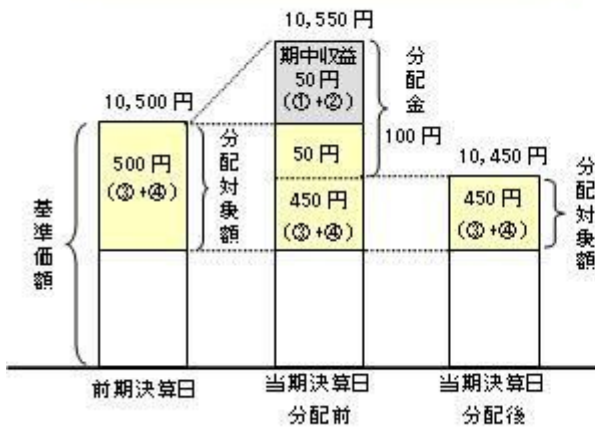 10,550円
期中収益
50円
(①+②)
分配金
100円
10,500円
500円
(③+④)
分配対象額
50円
450円
(③+④)
10,450円
450円
(③+④)
分配対象額
基準価額
前期決算日
当期決算日
分配前
当期決算日
分配後